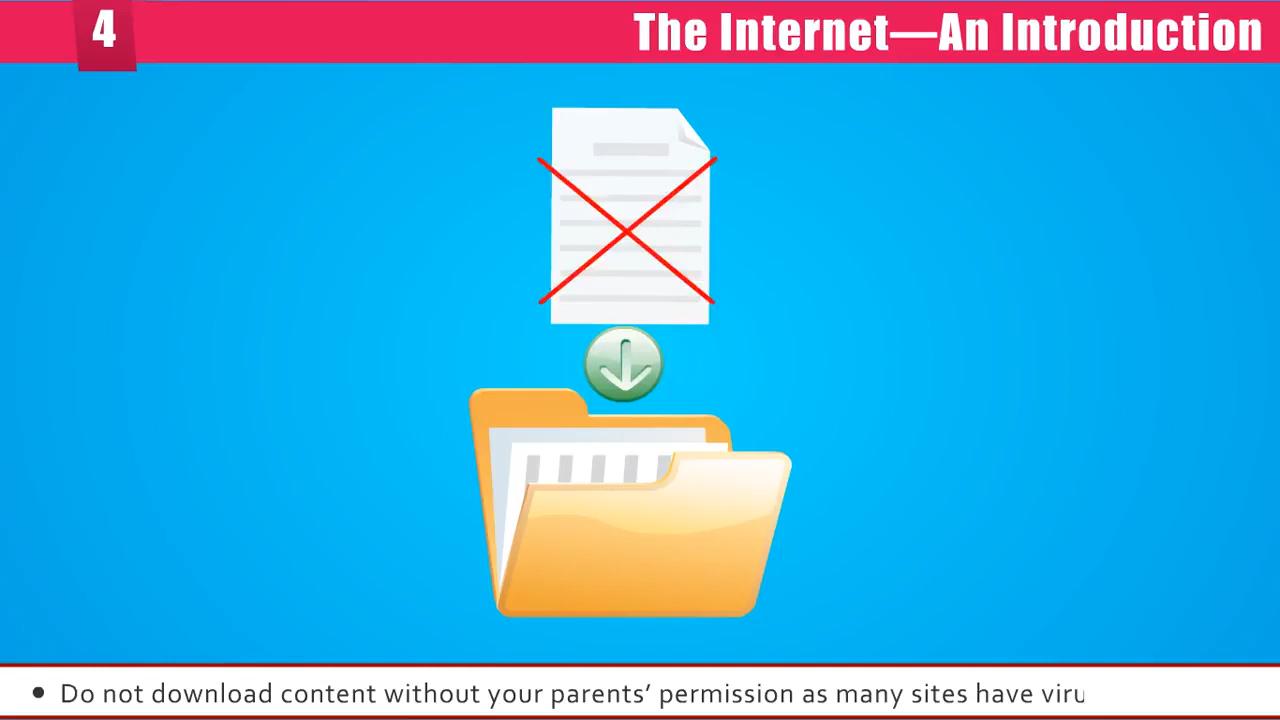 4
The Internet—An Introduction
• Do not download content without your parents’ permission as many sites have viru